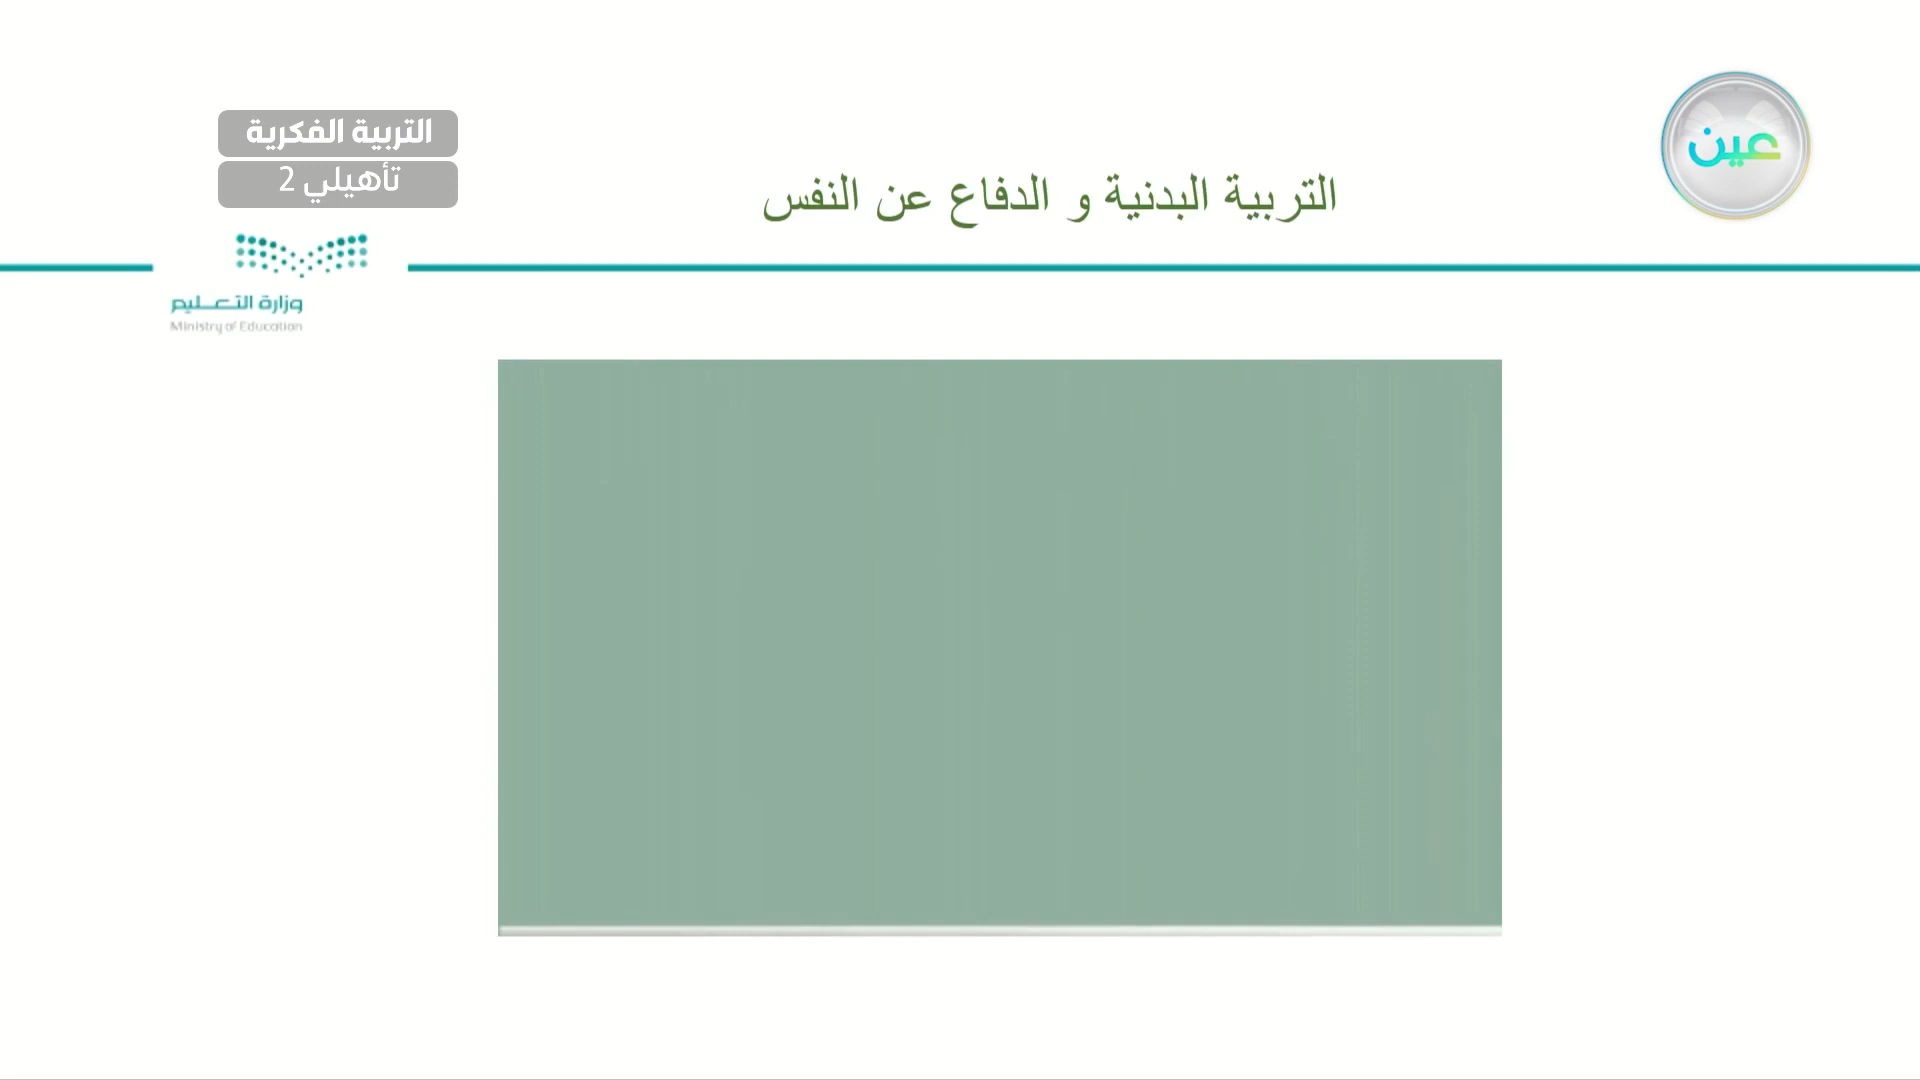 عين
التربية الفكرية
تأهيلي 2
التربية البدنية و الدفاع عن النفس
وزارة التعليم
Ministry of Education